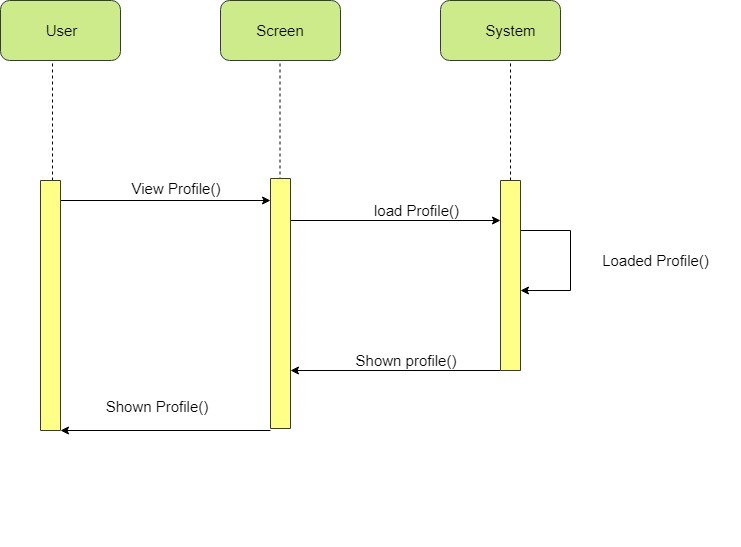 User
Screen
System
View Profile()
load Profile()
Loaded Profile()
Shown profile()
Shown Profile()